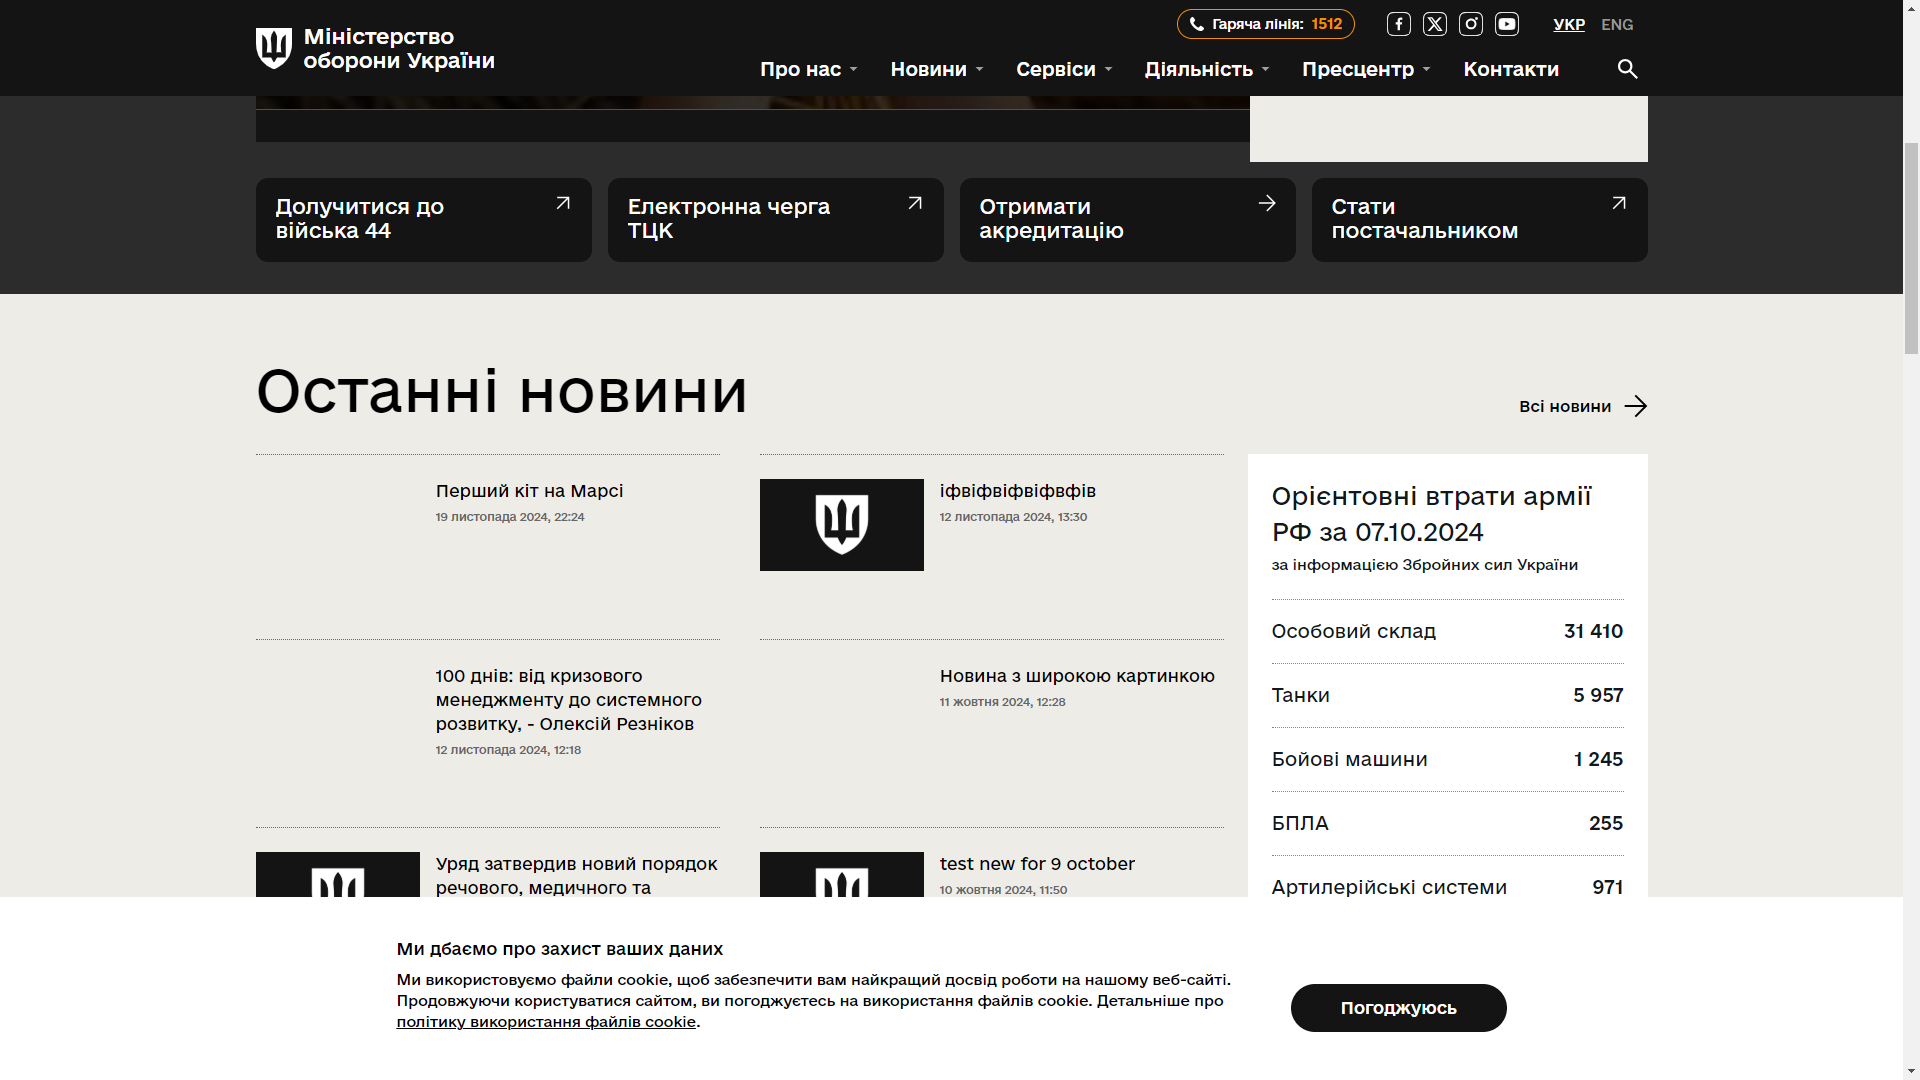 Міністерство
оборони України
Гаряча лінія: 1512
УКР ENG
Про нас Новини Сервіси Діяльність Пресцентр Контакти
Долучитися до
війська 44
Електронна черга
ТЦК
Отримати
акредитацію
Стати
постачальником
Останні новини
Всі новини
Перший кіт на Марсі
19 листопада 2024, 22:24
іфвіфвіфвіфвфів
12 листопада 2024, 13:30
100 днів: від кризового
менеджменту до системного
розвитку, - Олексій Резніков
12 листопада 2024, 12:18
Новина з широкою картинкою
11 жовтня 2024, 12:28
Уряд затвердив новий порядок
речового, медичного та
test new for 9 october
10 жовтня 2024, 11:50
Орієнтовні втрати армії
РФ за 07.10.2024
за інформацією Збройних сил України
Особовий склад 31 410
Танки 5 957
Бойові машини 1 245
БПЛА 255
Артилерійські системи 971
Ми дбаємо про захист ваших даних
Ми використовуємо файли cookie, щоб забезпечити вам найкращий досвід роботи на нашому веб-сайті.
Продовжуючи користуватися сайтом, ви погоджуєтесь на використання файлів cookie. Детальніше про
політику використання файлів cookie.
Погоджуюсь